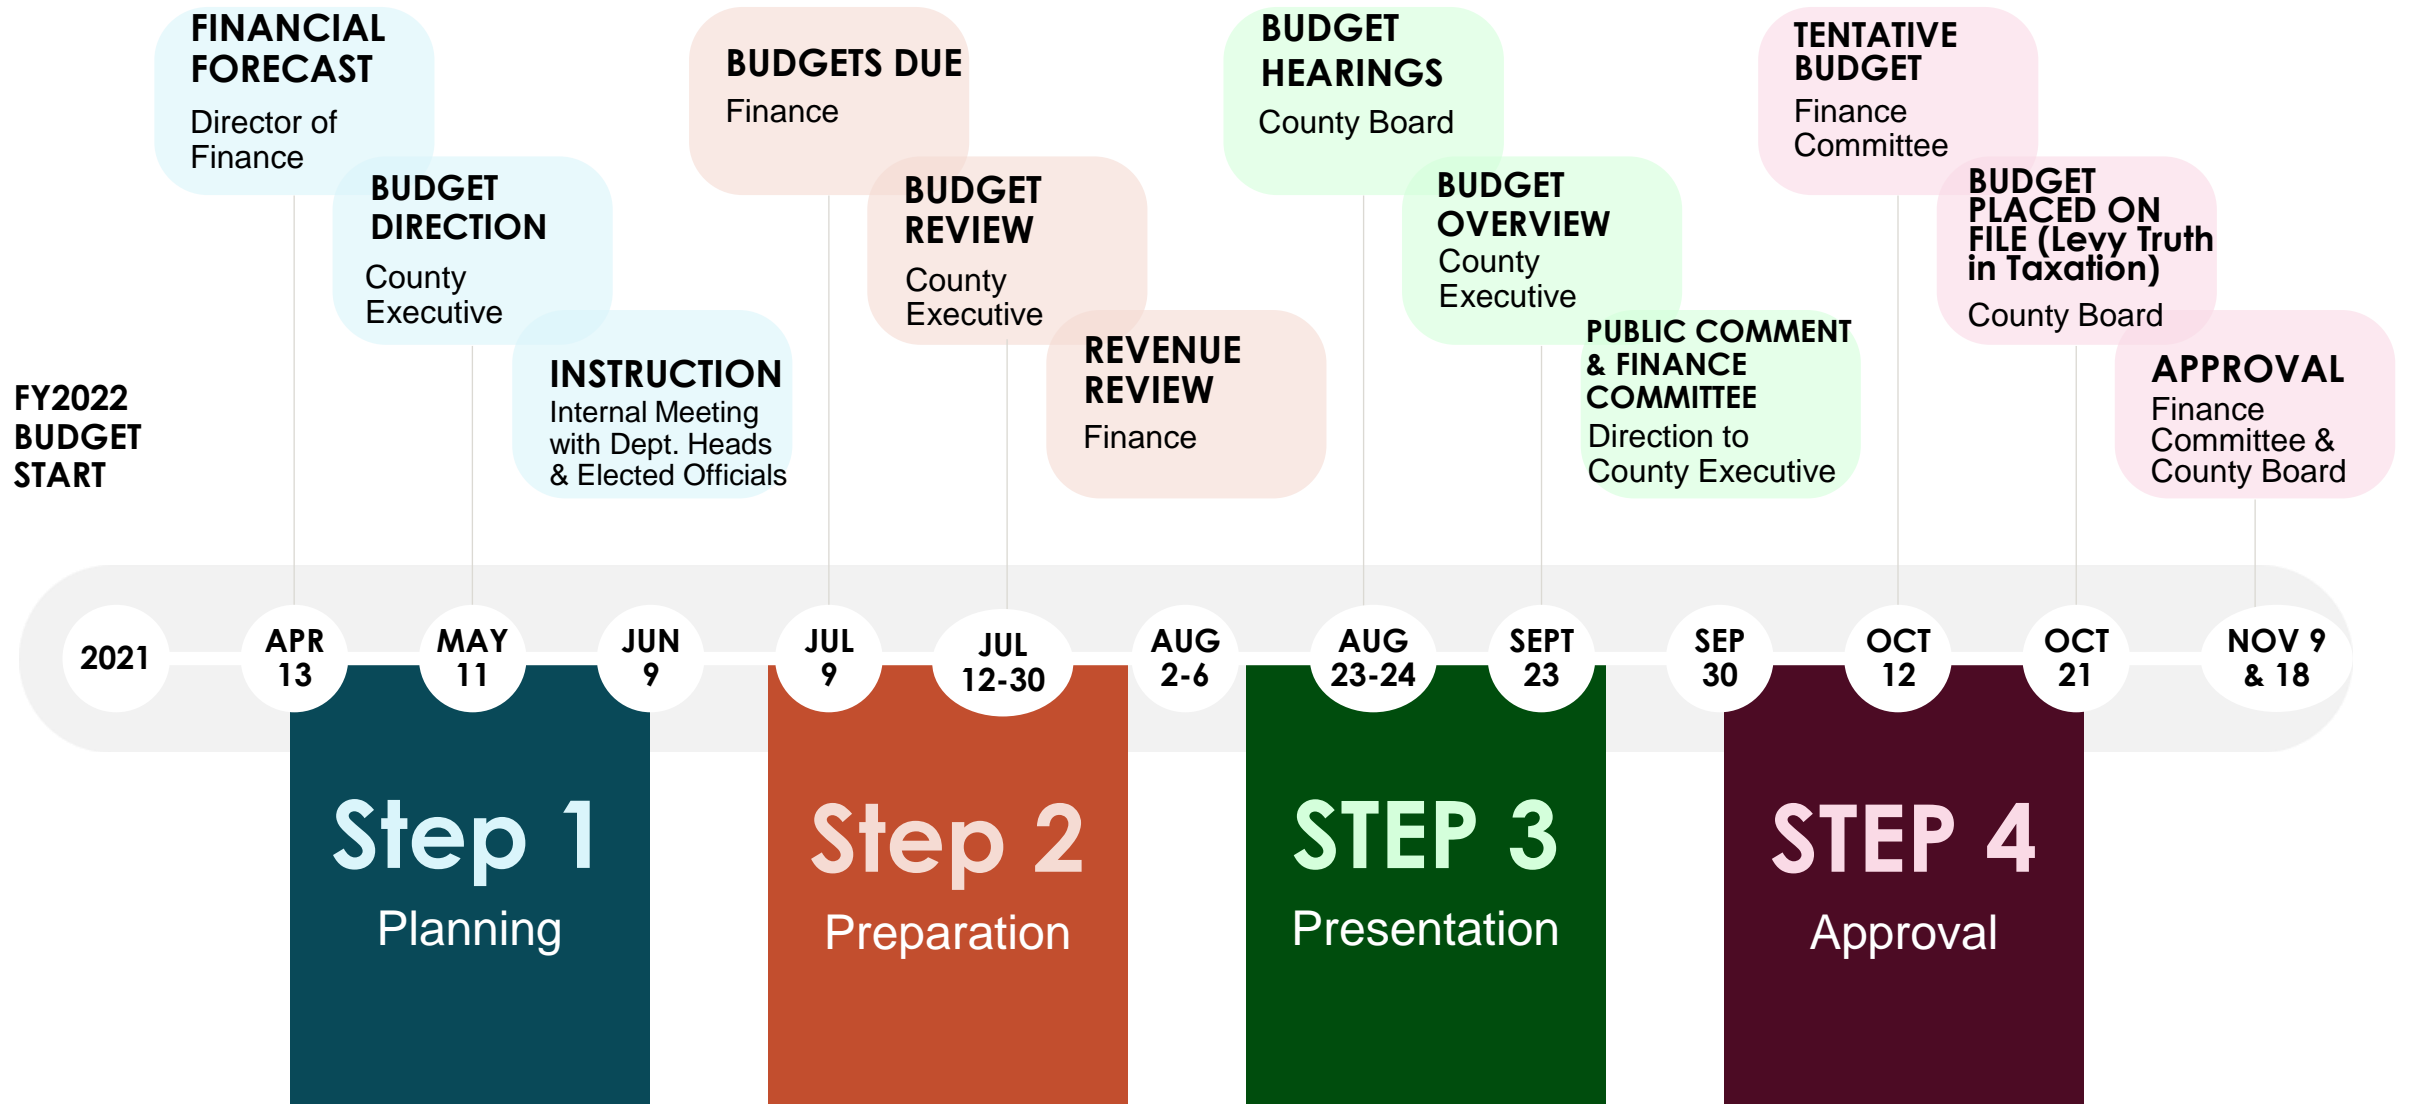 FINANCIAL
FORECAST
Director of
Finance
BUDGET
DIRECTION
County
Executive
INSTRUCTION
Internal Meeting
with Dept. Heads
& Elected Officials
BUDGETS DUE
Finance
BUDGET
REVIEW
County
Executive
REVENUE
REVIEW
Finance
BUDGET
HEARINGS
County Board
BUDGET
OVERVIEW
County
Executive
PUBLIC COMMENT
& FINANCE
COMMITTEE
Direction to
County Executive
TENTATIVE
BUDGET
Finance
Committee
BUDGET
PLACED ON
FILE (Levy Truth
in Taxation)
County Board
APPROVAL
Finance
Committee &
County Board
FY2022
BUDGET
START
2021
APR
13
MAY
11
JUN
9
JUL
9
JUL
12-30
AUG
2-6
AUG
23-24
SEPT
23
SEP
30
OCT
12
OCT
21
NOV 9
& 18
Step 1
Planning
Step 2
Preparation
STEP 3
Presentation
STEP 4
Approval